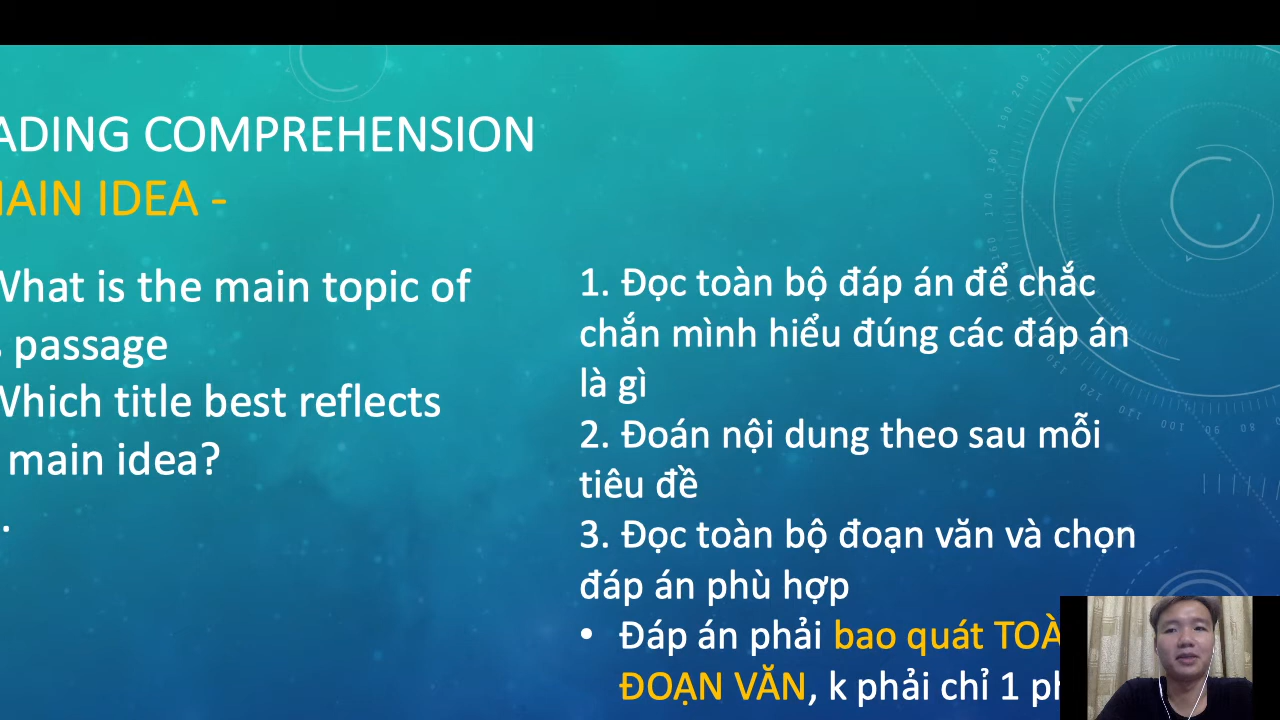 ADING COMPREHENSION
AIN IDEA -
What is the main topic of
passage
Which title best reflects
main idea?
.
1. Đọc toàn bộ đáp án để chắc
chắn mình hiểu đúng các đáp án
là gì
2. Đoán nội dung theo sau mỗi
tiêu đề
3. Đọc toàn bộ đoạn văn và chọn
đáp án phù hợp
• Đáp án phải bao quát TOÀ
ĐOẠN VĂN, k phải chỉ 1 ph